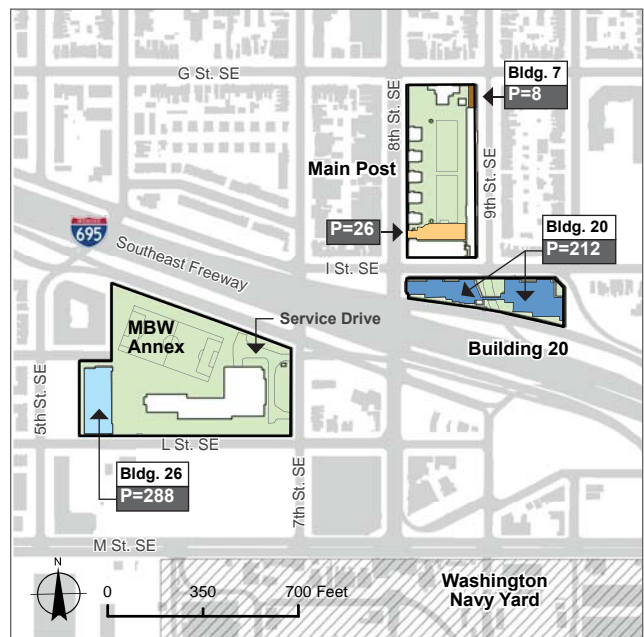 G St. SE
8th St. SE
Bldg. 7
P=8
Main Post
9th St. SE
P=26
Bldg. 20
P=212
INTERSTATE
695
Southeast Freeway
I St. SE
Building 20
MBW
Annex
Service Drive
5th St. SE
L St. SE
Bldg. 26
P=288
7th St. SE
M St. SE
N
0 350 700 Feet
Washington
Navy Yard